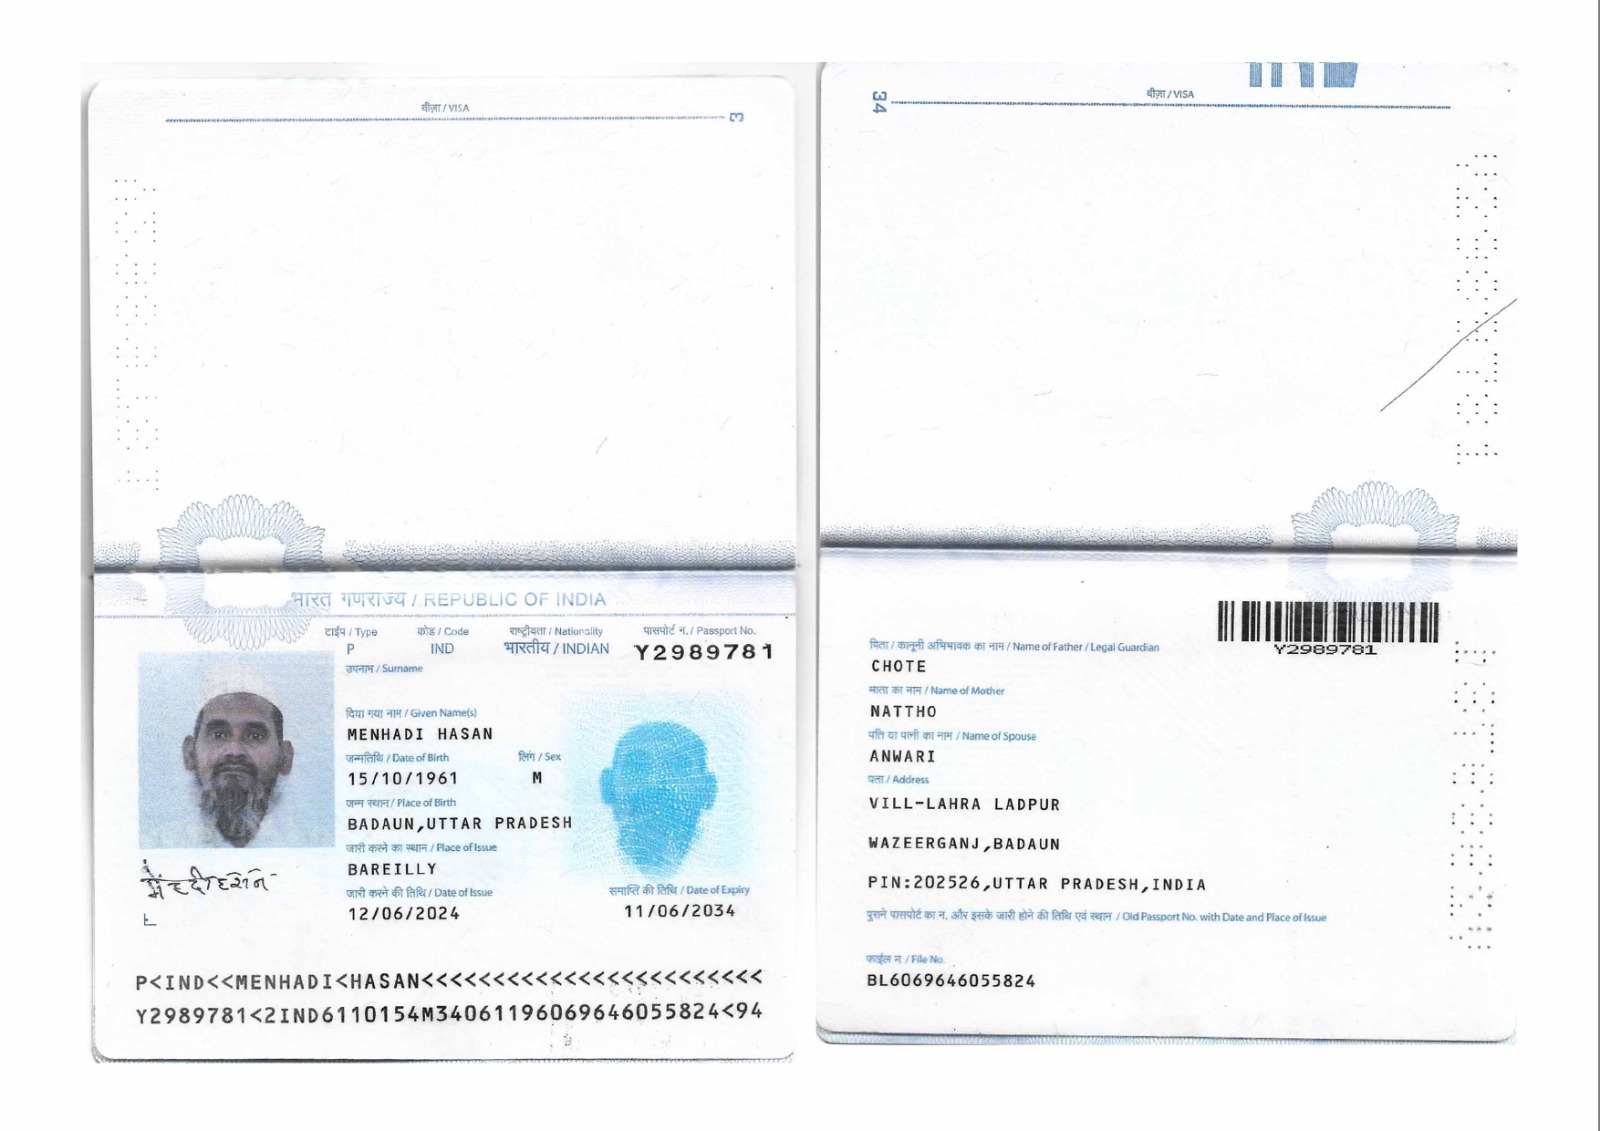 वीज़ा / VISA
3
भारत गणराज्य / REPUBLIC OF INDIA
टाईप / Type कोड / Code राष्ट्रीयता / Nationality पासपोर्ट न. / Passport No.
P IND भारतीय / INDIAN Y2989781
उपनाम / Surname
दिया गया नाम / Given Name(s)
MENHADI HASAN
जन्मतिथि / Date of Birth लिंग / Sex
15/10/1961 M
जन्म स्थान / Place of Birth
BADAUN,UTTAR PRADESH
जारी करने का स्थान / Place of Issue
BAREILLY
जारी करने की तिथि / Date of Issue समाप्ति की तिथि / Date of Expiry
12/06/2024 11/06/2034
P<IND<<MENHADI<HASAN<<<<<<<<<<<<<<<<<<<<<<<<
Y2989781<2IND6110154M34061196069646055824<94
34
वीज़ा / VISA
Y2989781
पिता / कानूनी अभिभावक का नाम / Name of Father / Legal Guardian
CHOTE
माता का नाम / Name of Mother
NATTHO
पति या पत्नी का नाम / Name of Spouse
ANWARI
पता / Address
VILL-LAHRA LADPUR
WAZEERGANJ,BADAUN
PIN:202526,UTTAR PRADESH,INDIA
पुराने पासपोर्ट का न. और इसके जारी होने की तिथि एवं स्थान / Old Passport No. with Date and Place of Issue
फाईल न. / File No.
BL6069646055824